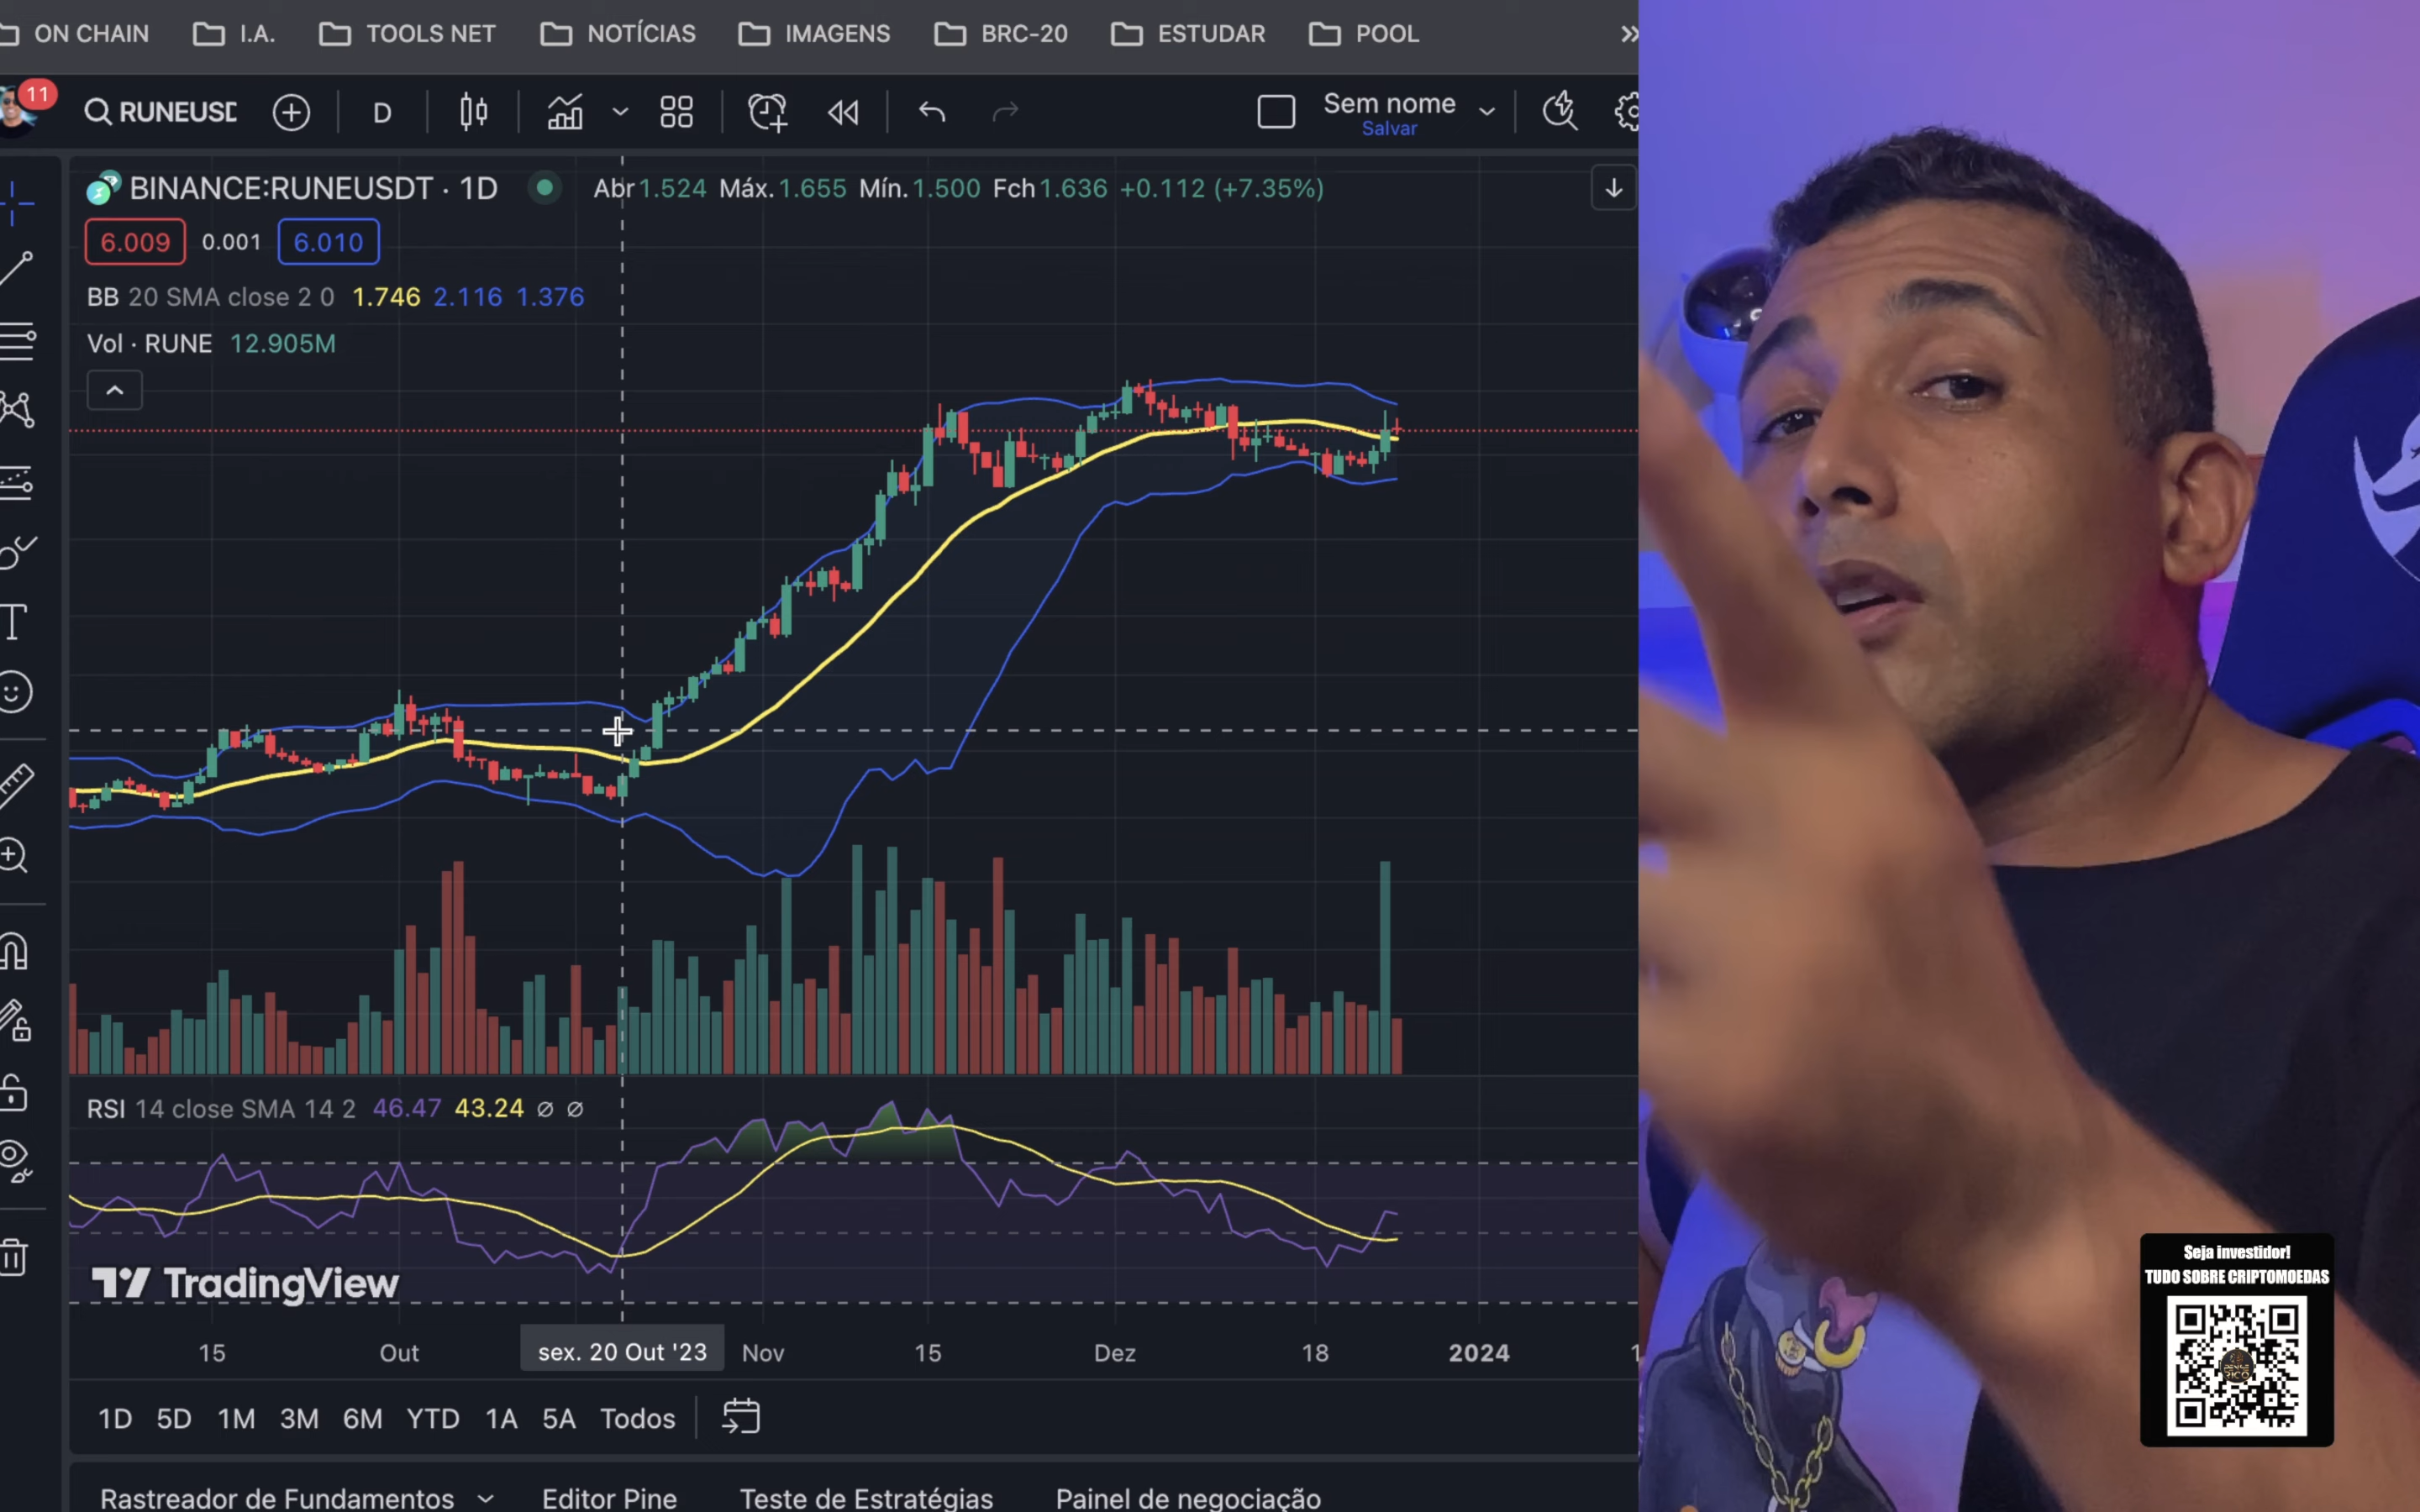 ON CHAIN I.A. TOOLS NET NOTÍCIAS IMAGENS BRC-20 ESTUDAR POOL »
11 RUNEUSD D Sem nome
Salvar
BINANCE:RUNEUSDT · 1D Abr 1.524 Máx. 1.655 Mín. 1.500 Fch 1.636 +0.112 (+7.35%)
6.009 0.001 6.010
BB 20 SMA close 2 0 1.746 2.116 1.376
Vol · RUNE 12.905M
RSI 14 close SMA 14 2 46.47 43.24 ∅ ∅
TradingView
15 Out sex. 20 Out '23 Nov 15 Dez 18 2024 1
1D 5D 1M 3M 6M YTD 1A 5A Todos
Rastreador de Fundamentos Editor Pine Teste de Estratégias Painel de negociação
Seja investidor!
TUDO SOBRE CRIPTOMOEDAS